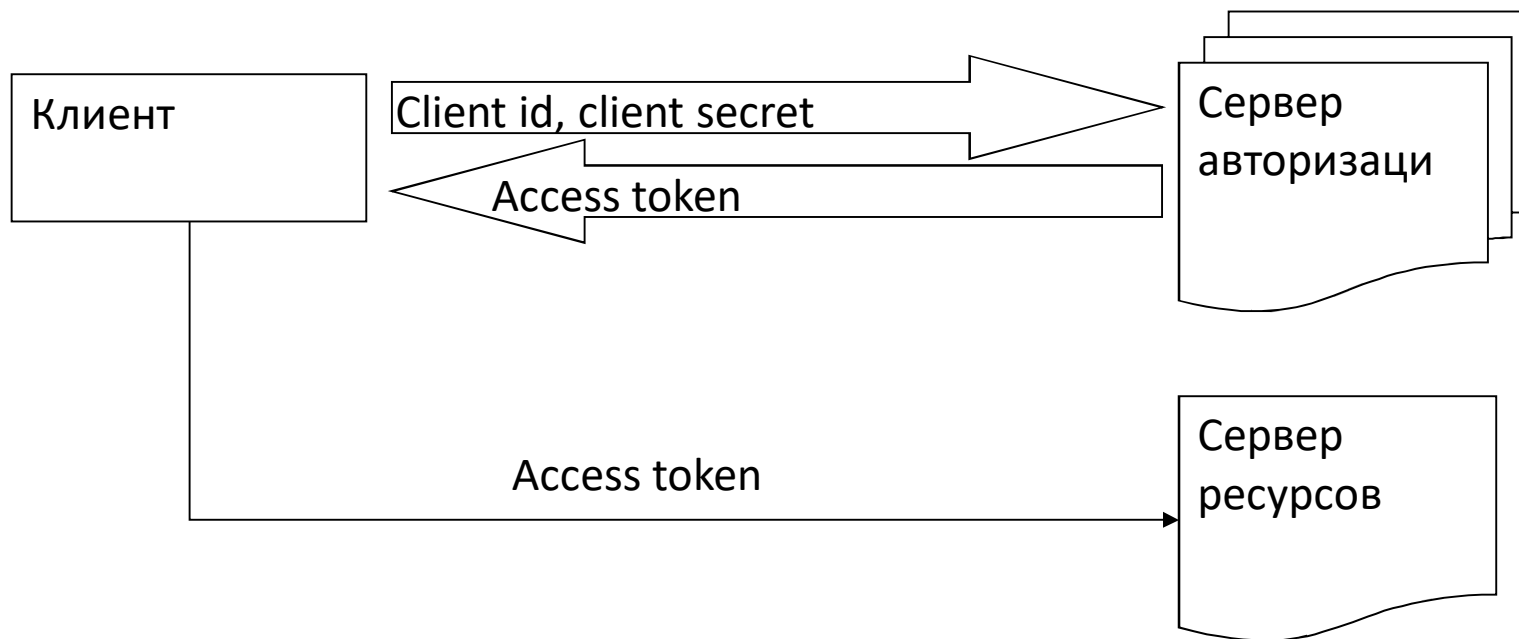 Клиент
Client id, client secret
Access token
Сервер
авторизаци
Access token
Сервер
ресурсов